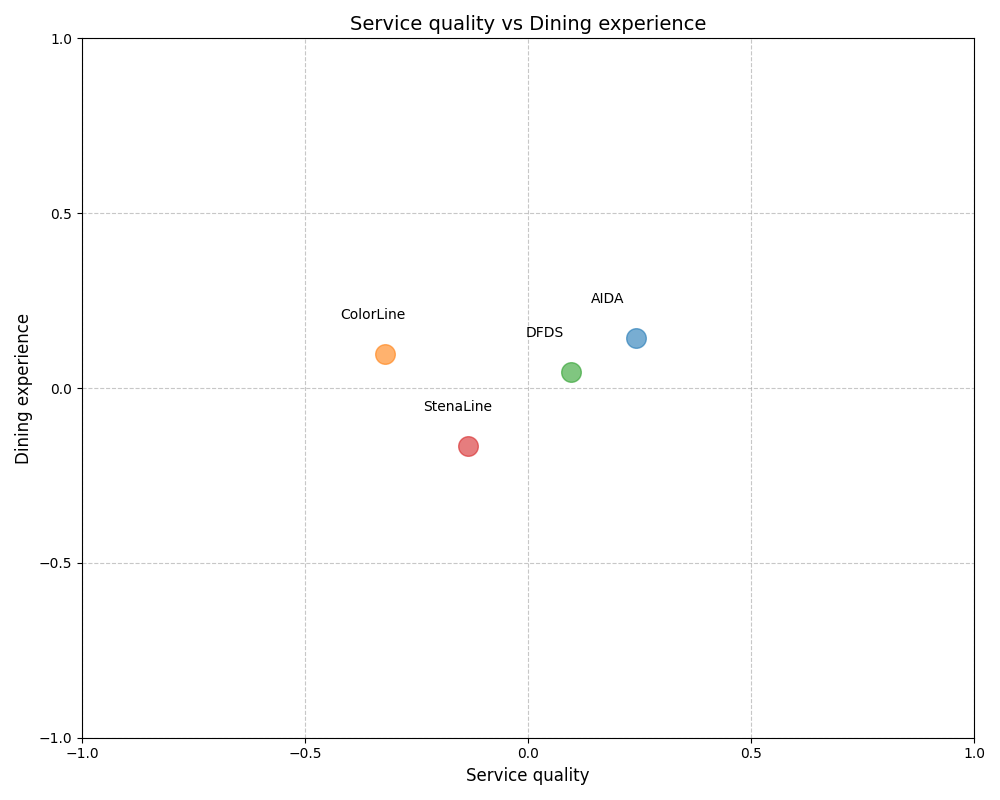 Service quality vs Dining experience
1.0
0.5
0.0
−0.5
−1.0
Dining experience
AIDA
ColorLine
DFDS
StenaLine
−1.0
−0.5
0.0
0.5
1.0
Service quality